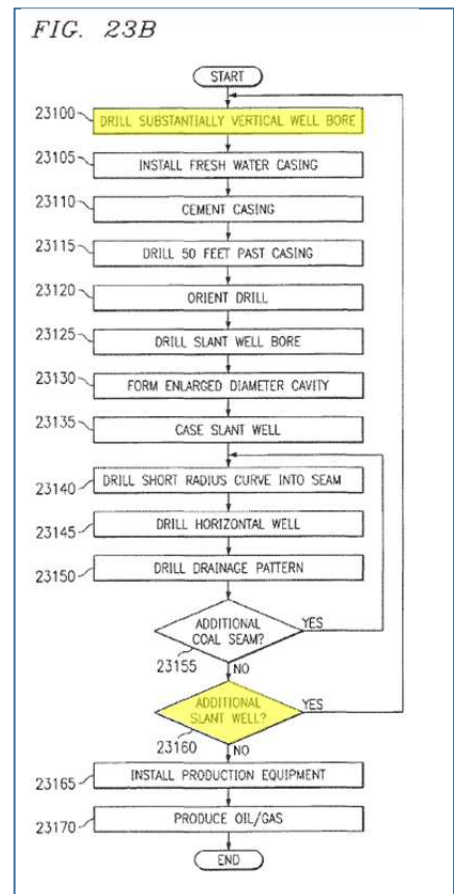 FIG. 23B
START
23100
DRILL SUBSTANTIALLY VERTICAL WELL BORE
23105
INSTALL FRESH WATER CASING
23110
CEMENT CASING
23115
DRILL 50 FEET PAST CASING
23120
ORIENT DRILL
23125
DRILL SLANT WELL BORE
23130
FORM ENLARGED DIAMETER CAVITY
23135
CASE SLANT WELL
23140
DRILL SHORT RADIUS CURVE INTO SEAM
23145
DRILL HORIZONTAL WELL
23150
DRILL DRAINAGE PATTERN
ADDITIONAL
COAL SEAM?
YES
23155
NO
ADDITIONAL
SLANT WELL?
YES
23160
NO
23165
INSTALL PRODUCTION EQUIPMENT
23170
PRODUCE OIL/GAS
END